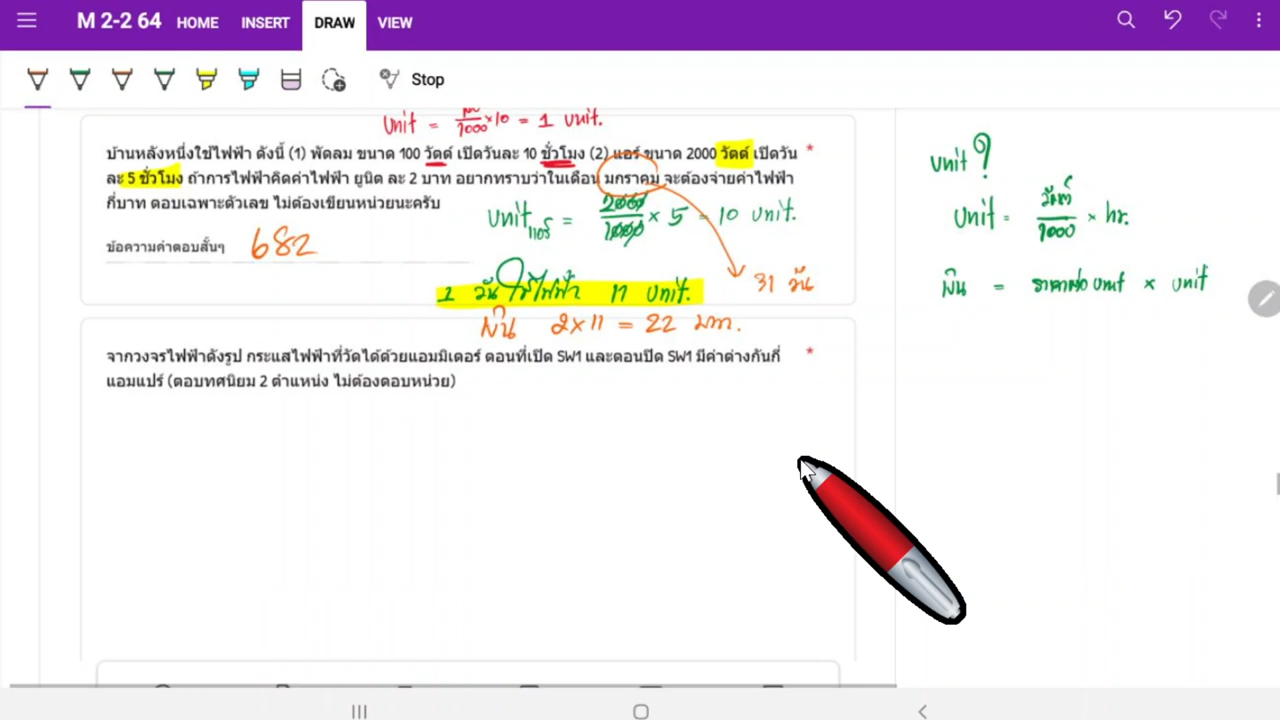 M 2-2 64 HOME INSERT DRAW VIEW
Stop
Unit = /1000 × 10 = 1 Unit.
บ้านหลังหนึ่งใช้ไฟฟ้า ดังนี้ (1) พัดลม ขนาด 100 วัตต์ เปิดวันละ 10 ชั่วโมง (2) แอร์ ขนาด 2000 วัตต์ เปิดวัน *
ละ 5 ชั่วโมง ถ้าการไฟฟ้าคิดค่าไฟฟ้า ยูนิต ละ 2 บาท อยากทราบว่าในเดือน มกราคม จะต้องจ่ายค่าไฟฟ้า
กี่บาท ตอบเฉพาะตัวเลข ไม่ต้องเขียนหน่วยนะครับ
Unit แอร์ = 2000/1000 × 5 = 10 Unit.
ข้อความคำตอบสั้นๆ 682
31 วัน
1 วัน ใช้ไฟฟ้า 11 Unit.
เงิน 2×11 = 22 บาท.
จากวงจรไฟฟ้าดังรูป กระแสไฟฟ้าที่วัดได้ด้วยแอมมิเตอร์ ตอนที่เปิด SW1 และตอนปิด SW1 มีค่าต่างกันกี่ *
แอมแปร์ (ตอบทศนิยม 2 ตำแหน่ง ไม่ต้องตอบหน่วย)
Unit ?
Unit = วัตต์/1000 × hr.
เงิน = ราคาต่อ Unit × Unit